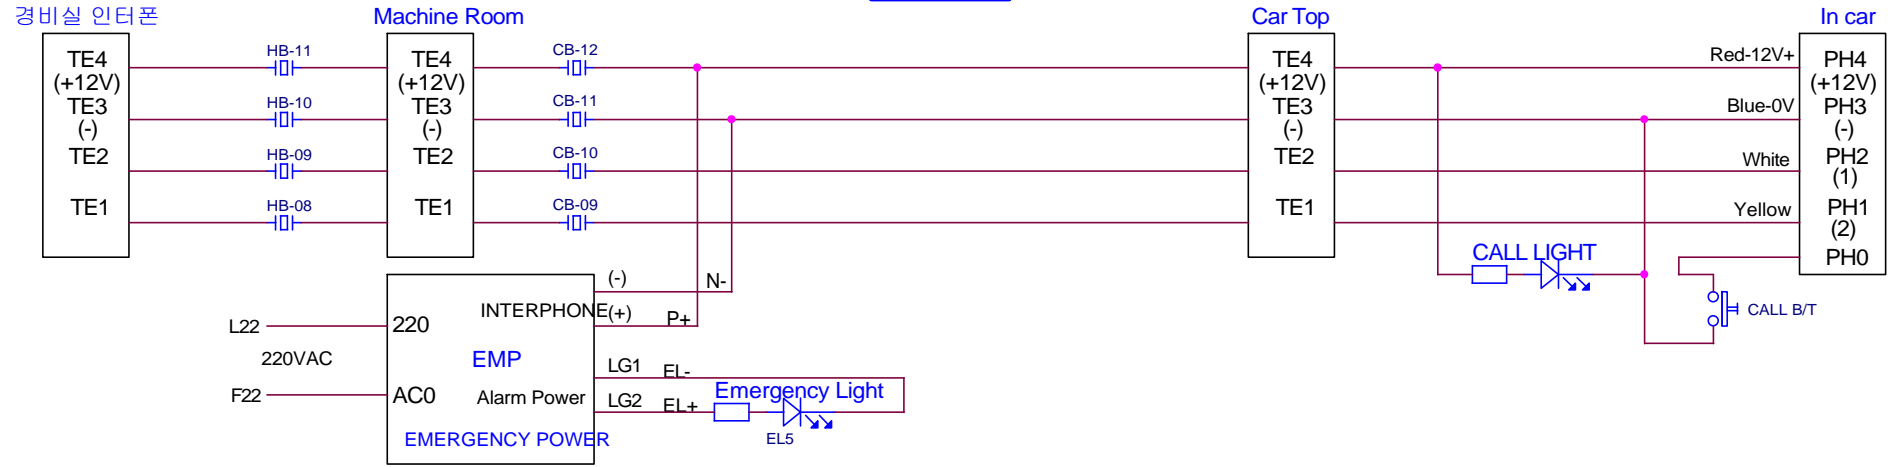 경비실 인터폰
Machine Room
Car Top
In car
TE4
(+12V)
TE3
(-)
TE2
TE1
HB-11
HB-10
HB-09
HB-08
TE4
(+12V)
TE3
(-)
TE2
TE1
CB-12
CB-11
CB-10
CB-09
TE4
(+12V)
TE3
(-)
TE2
TE1
Red-12V+
Blue-0V
White
Yellow
PH4
(+12V)
PH3
(-)
PH2
(1)
PH1
(2)
PH0
CALL LIGHT
CALL B/T
(-)
N-
INTERPHONE
(+)
P+
L22
220
220VAC
EMP
F22
AC0
Alarm Power
LG1
EL-
LG2
EL+
Emergency Light
EL5
EMERGENCY POWER